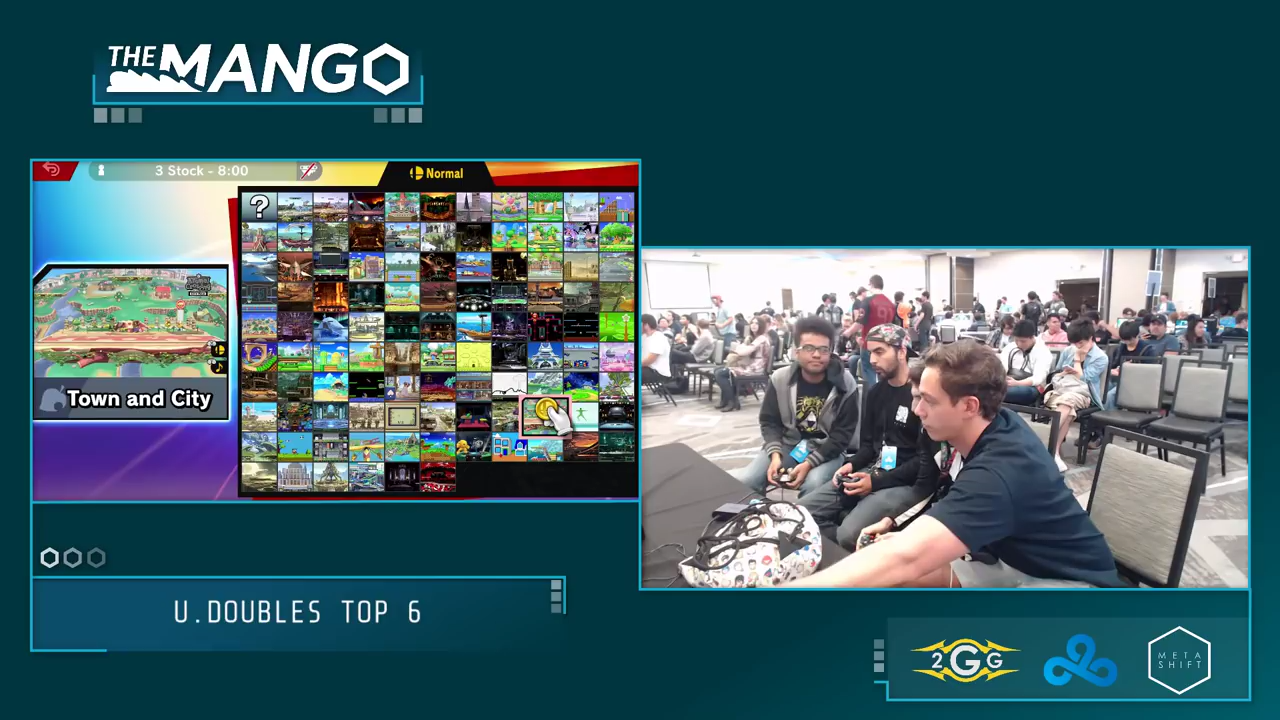 THE MANGO
3 Stock - 8:00
Normal
?
Town and City
U.DOUBLES TOP 6
2GG
META
SHIFT